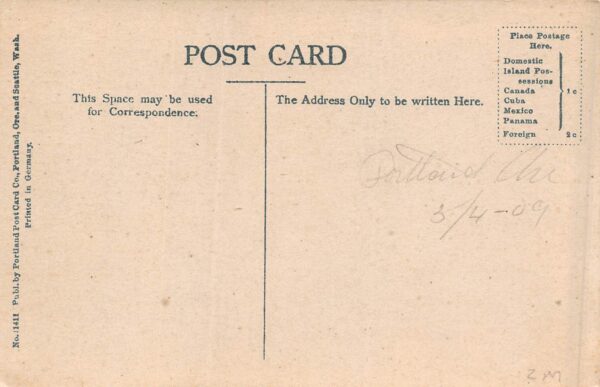 POST CARD
This Space may be used
for Correspondence.
The Address Only to be written Here.
Place Postage
Here.
Domestic
Island Pos-
sessions
Canada
Cuba
Mexico
Panama
1c
Foreign 2c
Portland Ore
3/4-09
No. 1411 Publ. by Portland Post Card Co., Portland, Ore. and Seattle, Wash.
Printed in Germany.
2M